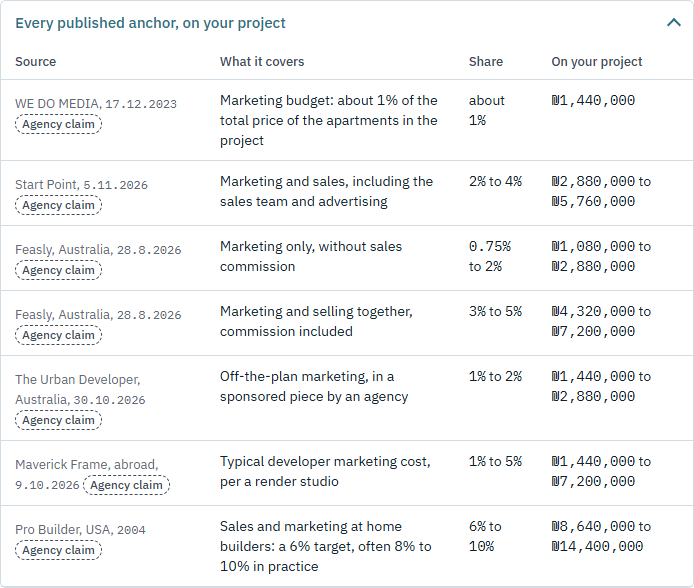 Every published anchor, on your project
Source What it covers Share On your project
WE DO MEDIA, 17.12.2023
Agency claim
Marketing budget: about 1% of the
total price of the apartments in the
project
about
1%
₪1,440,000
Start Point, 5.11.2026
Agency claim
Marketing and sales, including the
sales team and advertising
2% to 4%
₪2,880,000 to
₪5,760,000
Feasly, Australia, 28.8.2026
Agency claim
Marketing only, without sales
commission
0.75%
to 2%
₪1,080,000 to
₪2,880,000
Feasly, Australia, 28.8.2026
Agency claim
Marketing and selling together,
commission included
3% to 5%
₪4,320,000 to
₪7,200,000
The Urban Developer,
Australia, 30.10.2026
Agency claim
Off-the-plan marketing, in a
sponsored piece by an agency
1% to 2%
₪1,440,000 to
₪2,880,000
Maverick Frame, abroad,
9.10.2026 Agency claim
Typical developer marketing cost,
per a render studio
1% to 5%
₪1,440,000 to
₪7,200,000
Pro Builder, USA, 2004
Agency claim
Sales and marketing at home
builders: a 6% target, often 8% to
10% in practice
6% to
10%
₪8,640,000 to
₪14,400,000